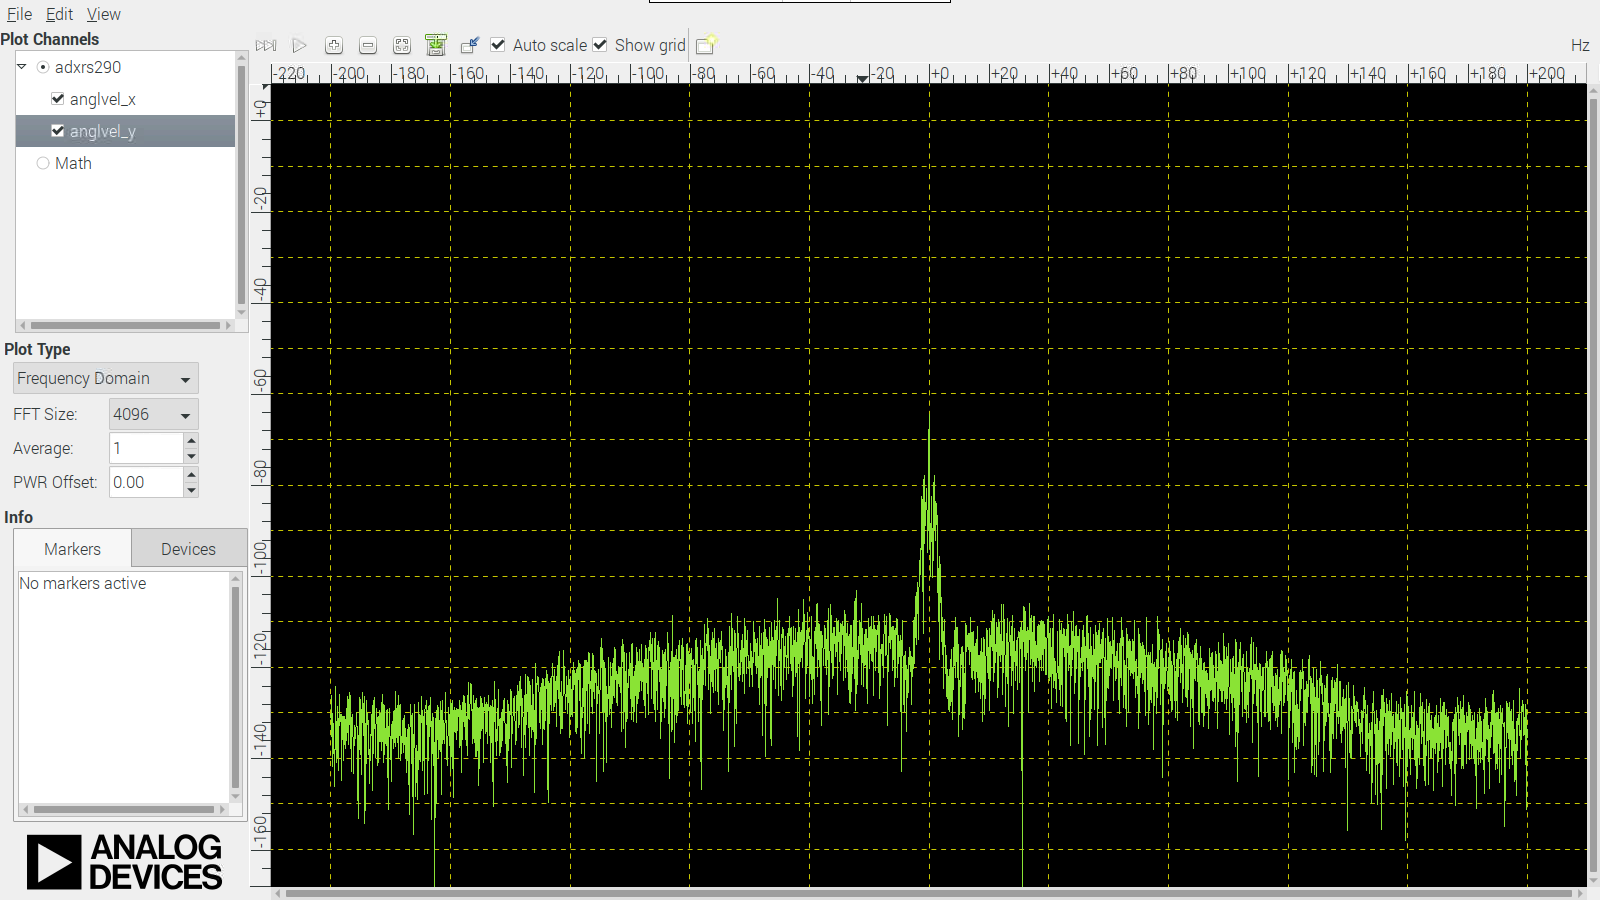 File Edit View
Plot Channels
adxrs290
anglvel_x
anglvel_y
Math
Plot Type
Frequency Domain
FFT Size: 4096
Average: 1
PWR Offset: 0.00
Info
Markers Devices
No markers active
ANALOG
DEVICES
Auto scale Show grid
Hz
-220 -200 -180 -160 -140 -120 -100 -80 -60 -40 -20 +0 +20 +40 +60 +80 +100 +120 +140 +160 +180 +200
+0
-20
-40
-60
-80
-100
-120
-140
-160